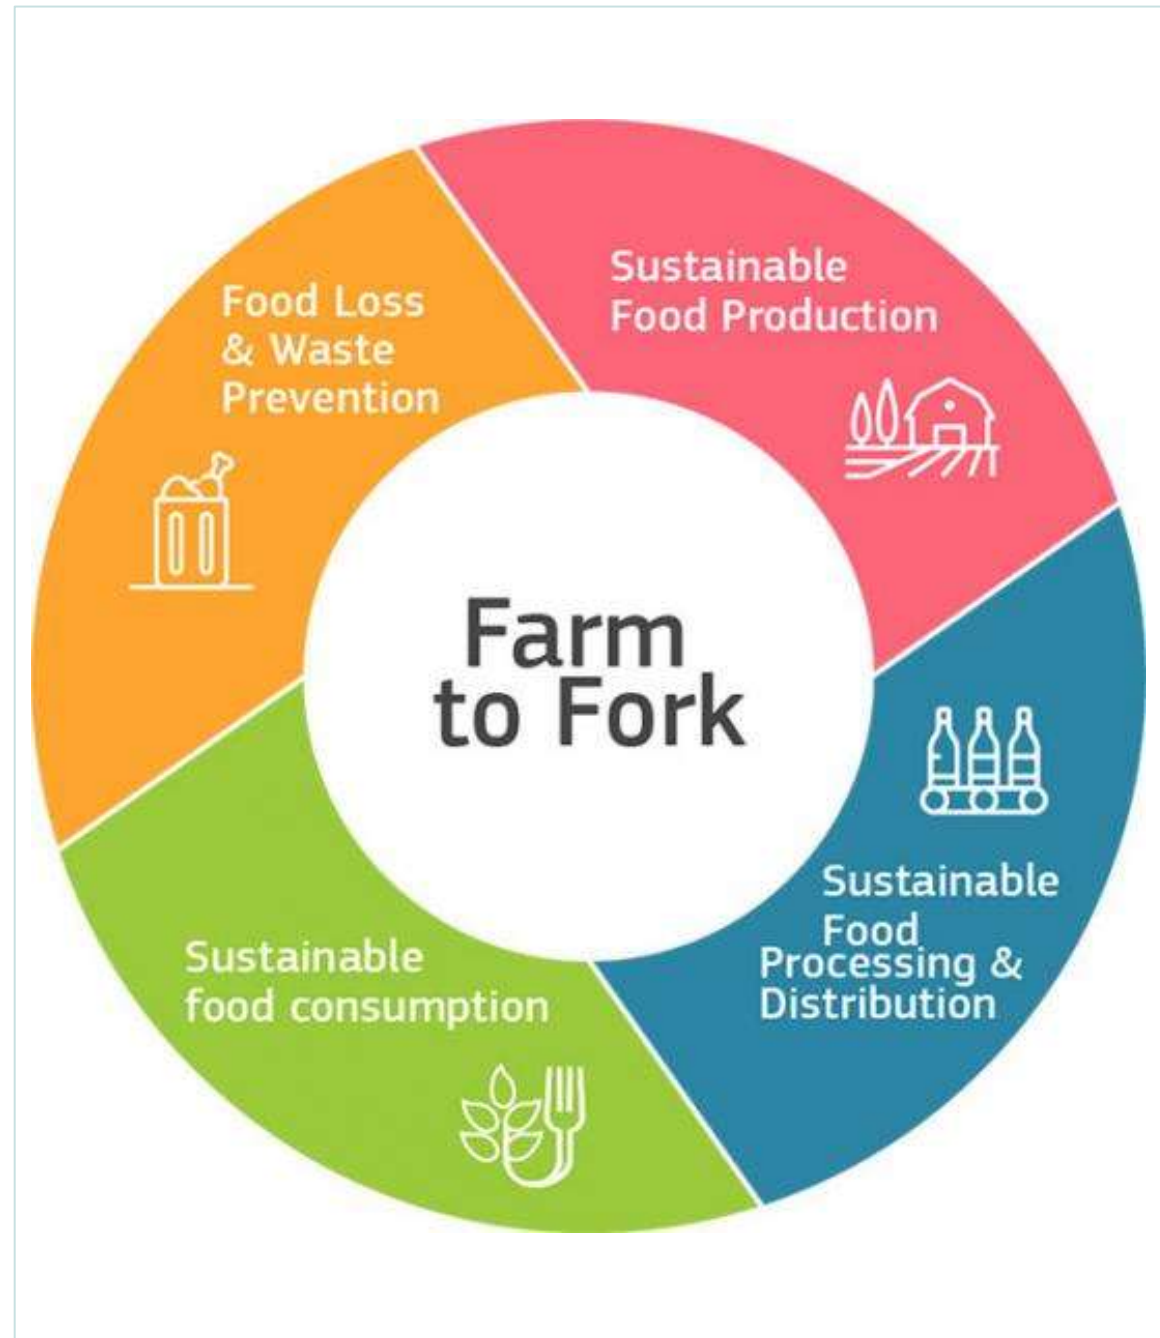 Food Loss
& Waste
Prevention
Sustainable
Food Production
Farm
to Fork
Sustainable
Food
Processing &
Distribution
Sustainable
food consumption